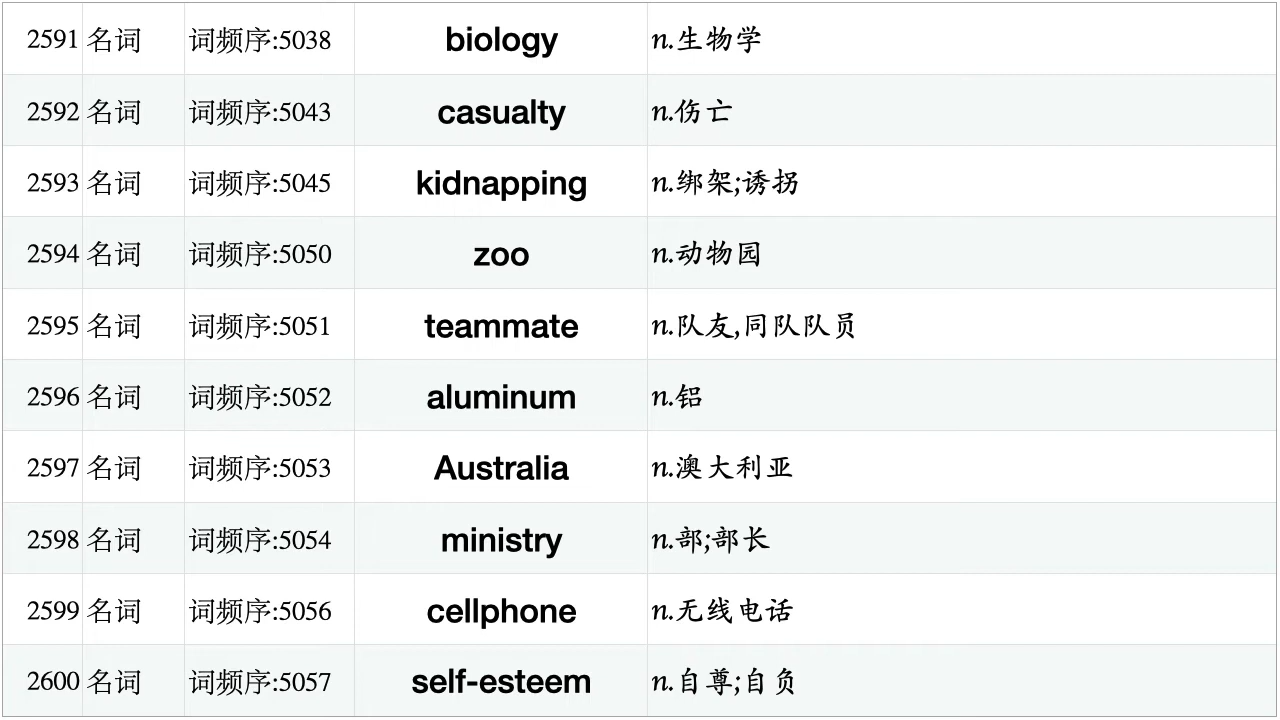 2591 名词 词频序:5038 biology n.生物学
2592 名词 词频序:5043 casualty n.伤亡
2593 名词 词频序:5045 kidnapping n.绑架;诱拐
2594 名词 词频序:5050 zoo n.动物园
2595 名词 词频序:5051 teammate n.队友,同队队员
2596 名词 词频序:5052 aluminum n.铝
2597 名词 词频序:5053 Australia n.澳大利亚
2598 名词 词频序:5054 ministry n.部;部长
2599 名词 词频序:5056 cellphone n.无线电话
2600 名词 词频序:5057 self-esteem n.自尊;自负